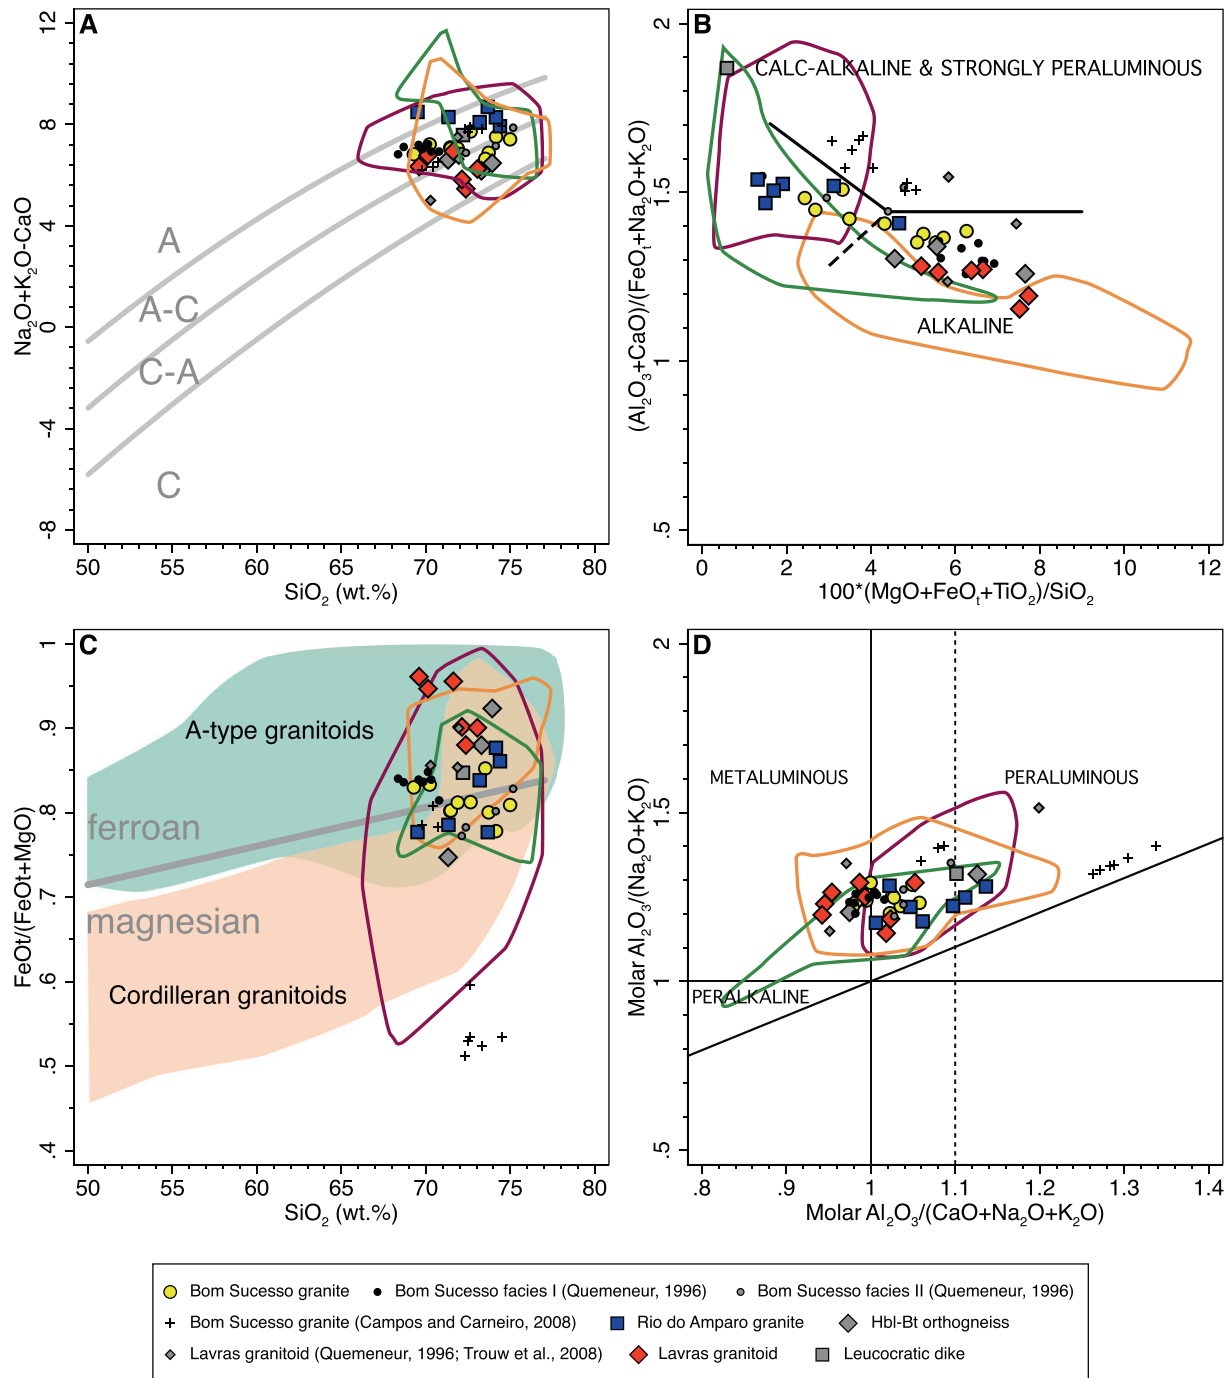 A
12
8
4
0
-4
-8
Na2O+K2O-CaO
A
A-C
C-A
C
50 55 60 65 70 75 80
SiO2 (wt.%)
B
2
1.5
1
.5
(Al2O3+CaO)/(FeOt+Na2O+K2O)
CALC-ALKALINE & STRONGLY PERALUMINOUS
ALKALINE
0 2 4 6 8 10 12
100*(MgO+FeOt+TiO2)/SiO2
C
1
.9
.8
.7
.6
.5
.4
FeOt/(FeOt+MgO)
A-type granitoids
ferroan
magnesian
Cordilleran granitoids
50 55 60 65 70 75 80
SiO2 (wt.%)
D
2
1.5
1
.5
Molar Al2O3/(Na2O+K2O)
METALUMINOUS
PERALUMINOUS
PERALKALINE
.8 .9 1 1.1 1.2 1.3 1.4
Molar Al2O3/(CaO+Na2O+K2O)
Bom Sucesso granite
Bom Sucesso facies I (Quemeneur, 1996)
Bom Sucesso facies II (Quemeneur, 1996)
Bom Sucesso granite (Campos and Carneiro, 2008)
Rio do Amparo granite
Hbl-Bt orthogneiss
Lavras granitoid (Quemeneur, 1996; Trouw et al., 2008)
Lavras granitoid
Leucocratic dike